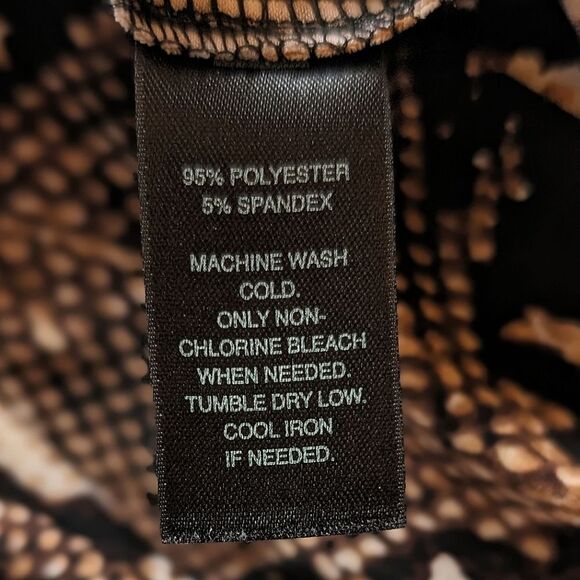 95% POLYESTER
5% SPANDEX
MACHINE WASH
COLD.
ONLY NON-
CHLORINE BLEACH
WHEN NEEDED.
TUMBLE DRY LOW.
COOL IRON
IF NEEDED.